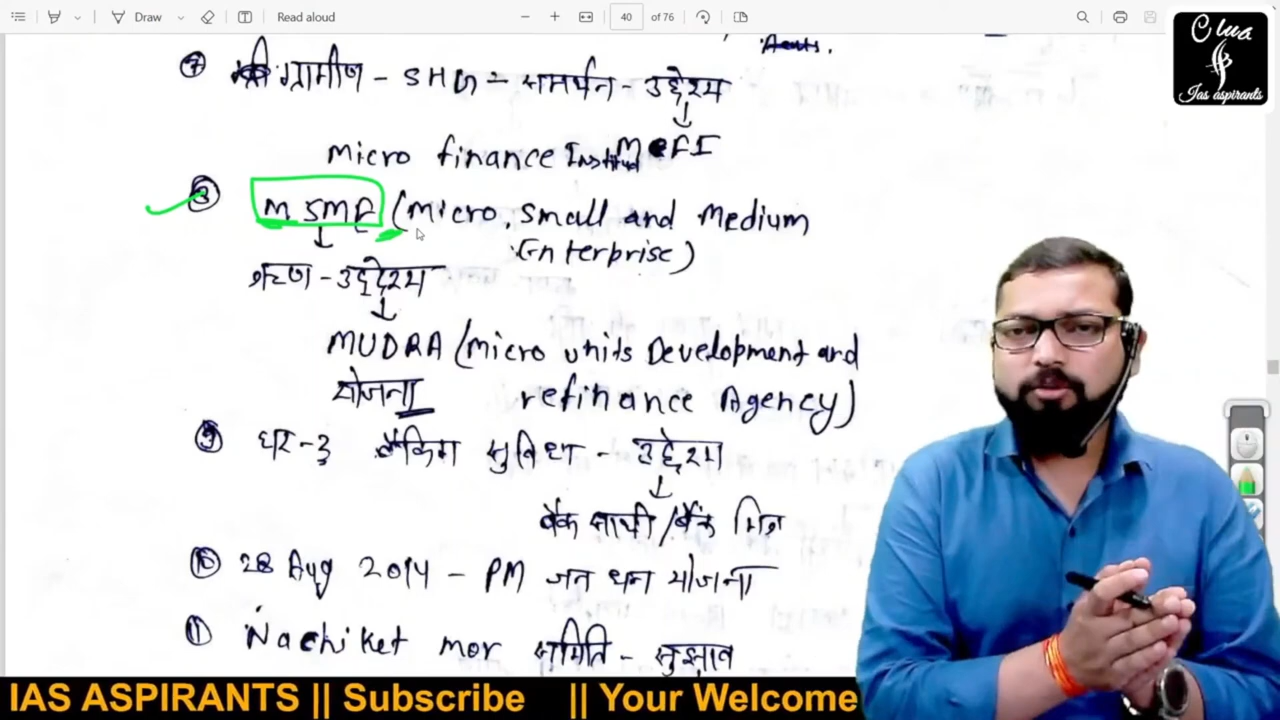 Draw
Read aloud
40 of 76
Clua
Ias aspirants
⑦ ग्रामीण - SHG - समर्थन - उद्देश्य
↓
Micro finance MFI
⑧ MSME (Micro, Small and Medium
Enterprise)
↓
ऋण - उद्देश्य
↓
MUDRA (Micro Units Development and
योजना refinance Agency)
⑨ घर-2 बैंकिंग सुविधा - उद्देश्य
↓
बैंक साथी/बैंक मित्र
⑩ 28 Aug 2014 - PM जन धन योजना
⑪ Nachiket mor समिति - सुझाव
IAS ASPIRANTS || Subscribe || Your Welcome